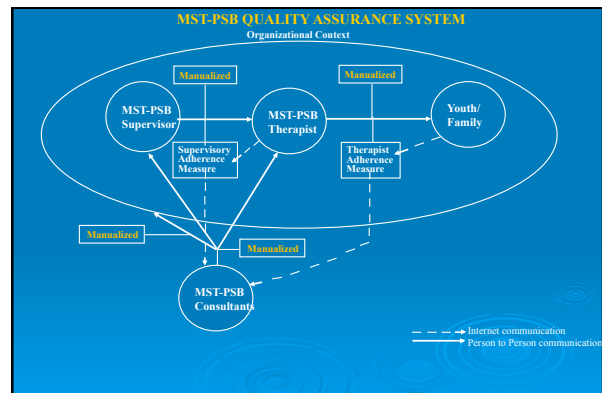 MST-PSB QUALITY ASSURANCE SYSTEM
Organizational Context
Manualized
Manualized
MST-PSB
Supervisor
MST-PSB
Therapist
Youth/
Family
Supervisory
Adherence
Measure
Therapist
Adherence
Measure
Manualized
Manualized
MST-PSB
Consultants
Internet communication
Person to Person communication